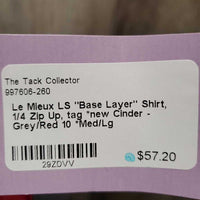 The Tack Collector
997606-260
Le Mieux LS "Base Layer" Shirt,
1/4 Zip Up, tag *new Cinder -
Grey/Red 10 *Med/Lg
29ZDVV
$57.20